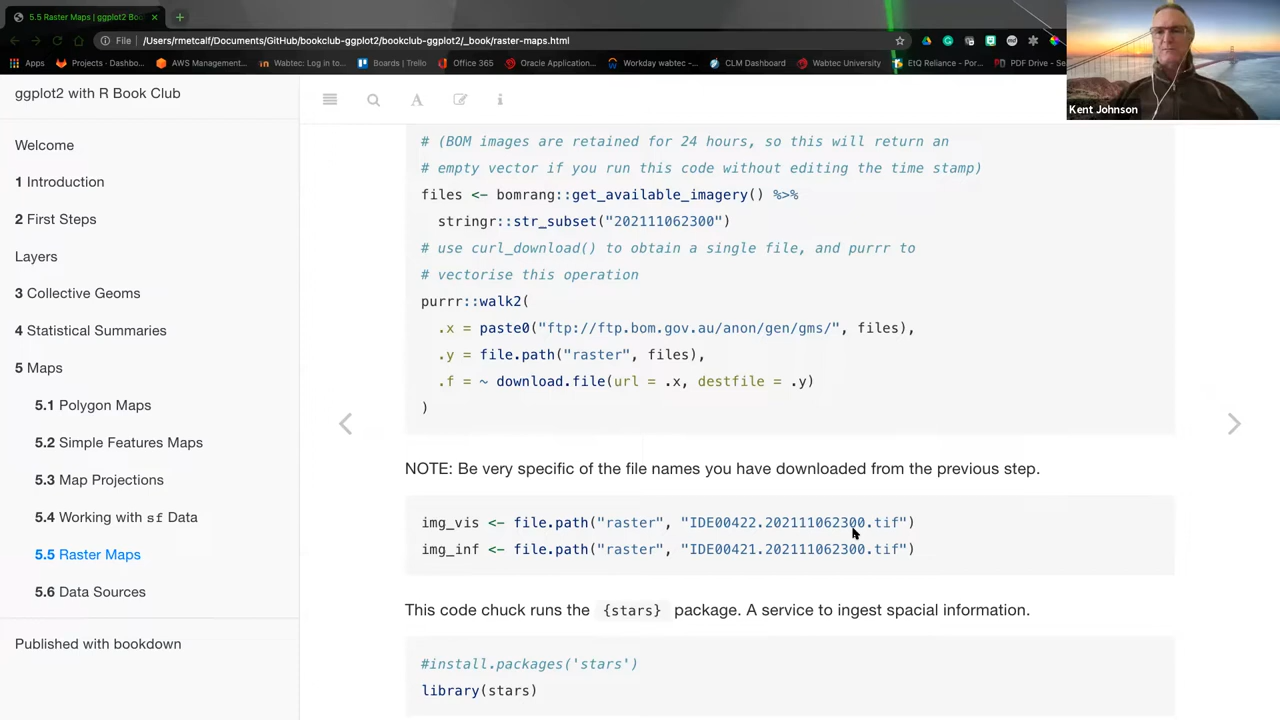 5.5 Raster Maps | ggplot2 Bo
File
/Users/rmetcalf/Documents/GitHub/bookclub-ggplot2/bookclub-ggplot2/_book/raster-maps.html
Apps
Projects - Dashbo...
AWS Management...
Wabtec: Log in to...
Boards | Trello
Office 365
Oracle Application...
Workday wabtec -...
CLM Dashboard
Wabtec University
EtQ Reliance - Por...
PDF Drive - Se
Kent Johnson
ggplot2 with R Book Club
Welcome
1 Introduction
2 First Steps
Layers
3 Collective Geoms
4 Statistical Summaries
5 Maps
5.1 Polygon Maps
5.2 Simple Features Maps
5.3 Map Projections
5.4 Working with sf Data
5.5 Raster Maps
5.6 Data Sources
Published with bookdown
# (BOM images are retained for 24 hours, so this will return an
# empty vector if you run this code without editing the time stamp)
files <- bomrang::get_available_imagery() %>%
stringr::str_subset("202111062300")
# use curl_download() to obtain a single file, and purrr to
# vectorise this operation
purrr::walk2(
.x = paste0("ftp://ftp.bom.gov.au/anon/gen/gms/", files),
.y = file.path("raster", files),
.f = ~ download.file(url = .x, destfile = .y)
)
NOTE: Be very specific of the file names you have downloaded from the previous step.
img_vis <- file.path("raster", "IDE00422.202111062300.tif")
img_inf <- file.path("raster", "IDE00421.202111062300.tif")
This code chuck runs the {stars} package. A service to ingest spacial information.
#install.packages('stars')
library(stars)